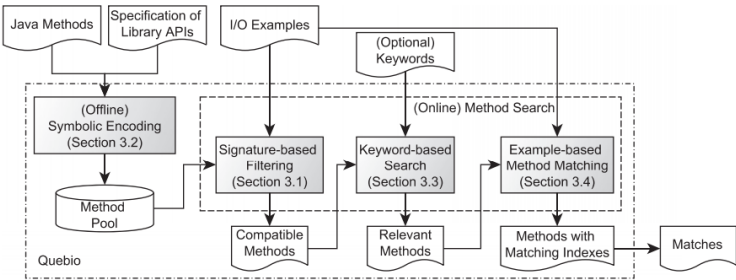 Java Methods
Specification of
Library APIs
I/O Examples
(Optional)
Keywords
(Offline)
Symbolic Encoding
(Section 3.2)
(Online) Method Search
Signature-based
Filtering
(Section 3.1)
Keyword-based
Search
(Section 3.3)
Example-based
Method Matching
(Section 3.4)
Method
Pool
Compatible
Methods
Relevant
Methods
Methods with
Matching Indexes
Matches
Quebio